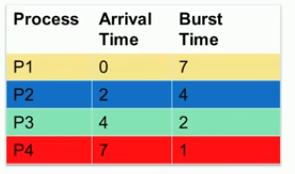 Process Arrival Time Burst Time
P1 0 7
P2 2 4
P3 4 2
P4 7 1